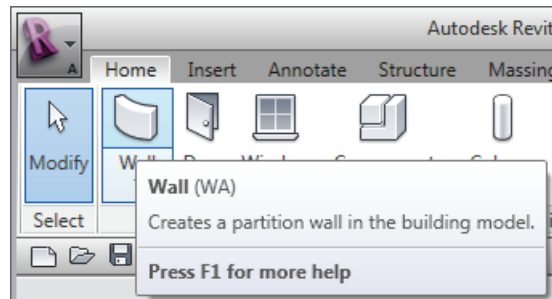 Autodesk Revit
A
Home Insert Annotate Structure Massing
Modify
Wall (WA)
Select
Creates a partition wall in the building model.
Press F1 for more help